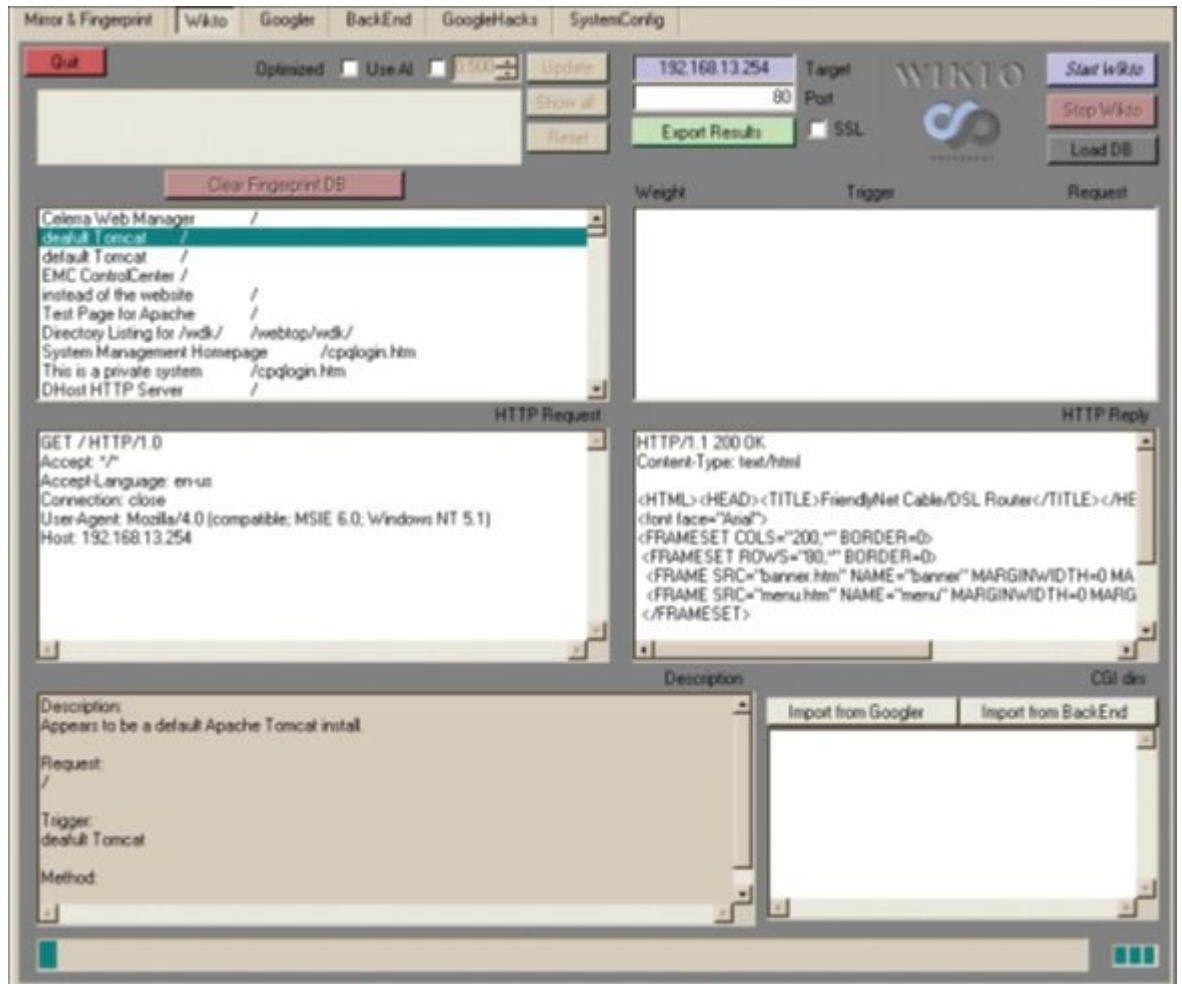 Mirror & Fingerprint Wikto Googler BackEnd GoogleHacks SystemConfig
Quit
Optimized Use AI 0.500 Update
Show all
Reset
192.168.13.254 Target
80 Port
Export Results SSL
WIKTO
Start Wikto
Stop Wikto
Load DB
Clear Fingerprint DB
Weight Trigger Request
Celerra Web Manager /
deafult Tomcat /
default Tomcat /
EMC ControlCenter /
instead of the website /
Test Page for Apache /
Directory Listing for /wdk/ /webtop/wdk/
System Management Homepage /cpqlogin.htm
This is a private system /cpqlogin.htm
DHost HTTP Server /
HTTP Request
GET / HTTP/1.0
Accept: */*
Accept-Language: en-us
Connection: close
User-Agent: Mozilla/4.0 (compatible; MSIE 6.0; Windows NT 5.1)
Host: 192.168.13.254
HTTP Reply
HTTP/1.1 200 OK
Content-Type: text/html
<HTML><HEAD><TITLE>FriendlyNet Cable/DSL Router</TITLE></HE
<font face="Arial">
<FRAMESET COLS="200,*" BORDER=0>
<FRAMESET ROWS="80,*" BORDER=0>
<FRAME SRC="banner.htm" NAME="banner" MARGINWIDTH=0 MA
<FRAME SRC="menu.htm" NAME="menu" MARGINWIDTH=0 MARG
</FRAMESET>
Description
Description:
Appears to be a default Apache Tomcat install.
Request:
/
Trigger:
deafult Tomcat
Method:
CGI dirs
Import from Googler Import from BackEnd